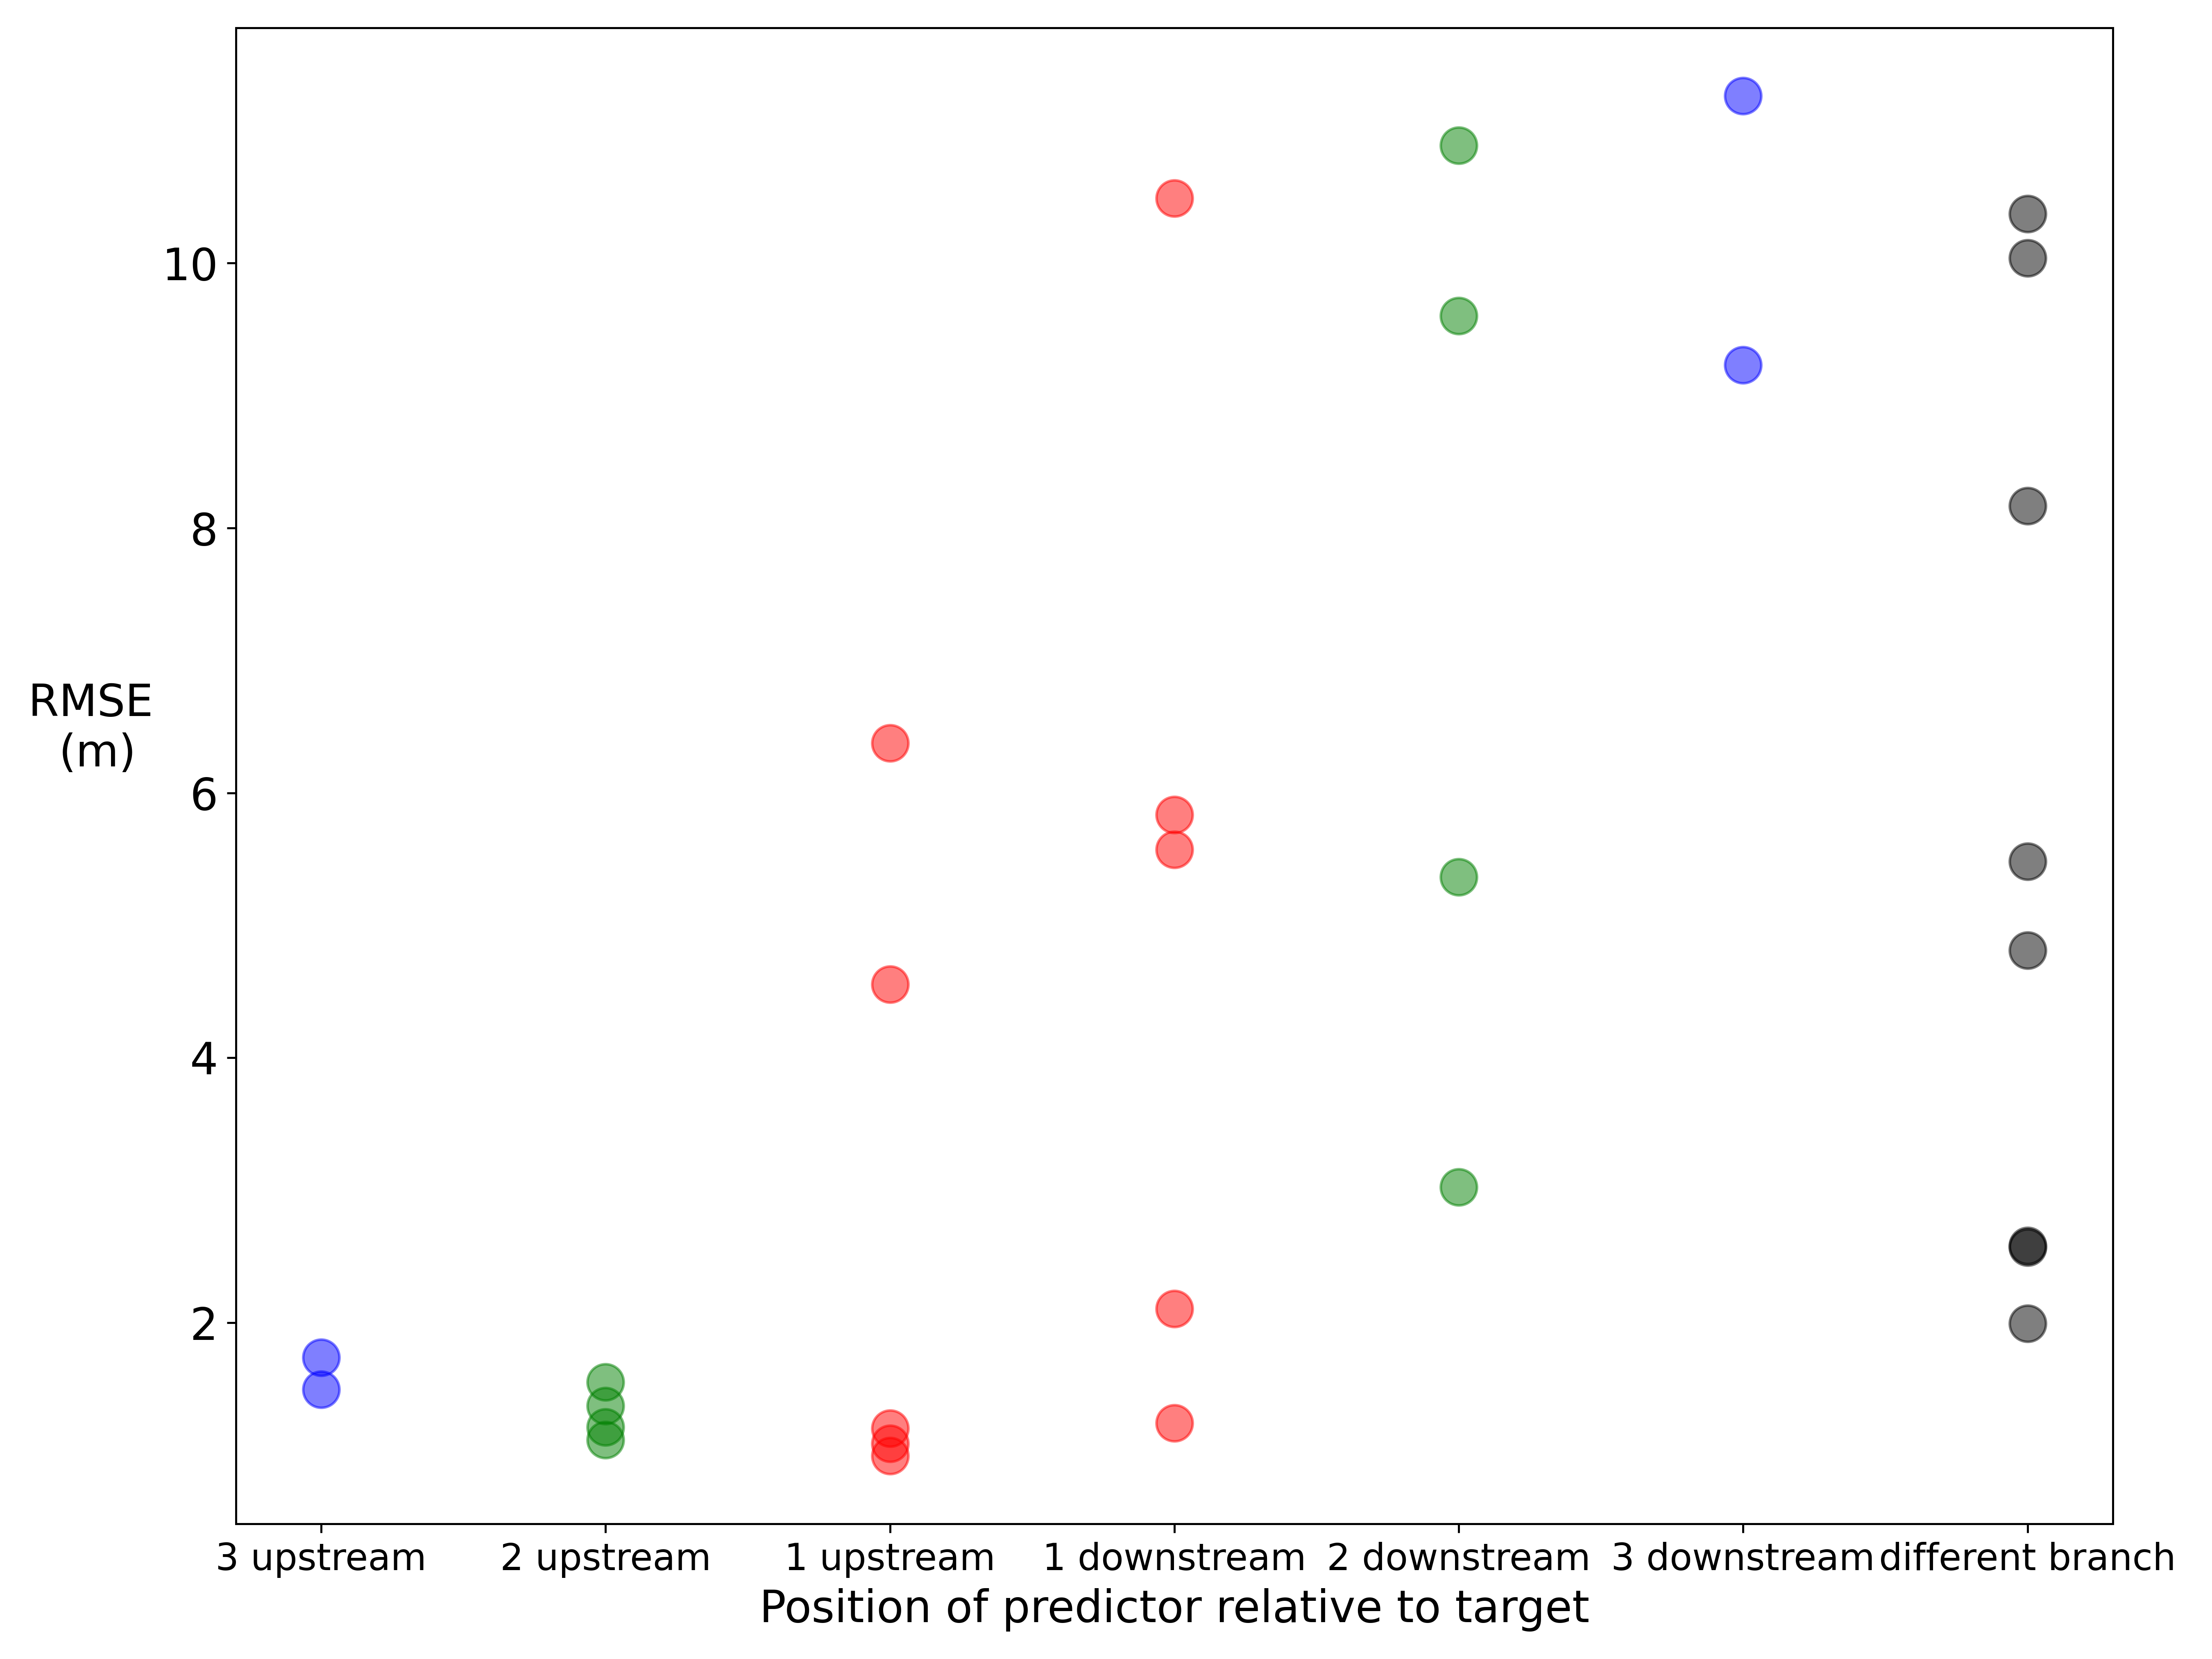 10
8
RMSE
(m)
6
4
2
3 upstream 2 upstream 1 upstream 1 downstream 2 downstream 3 downstream different branch
Position of predictor relative to target